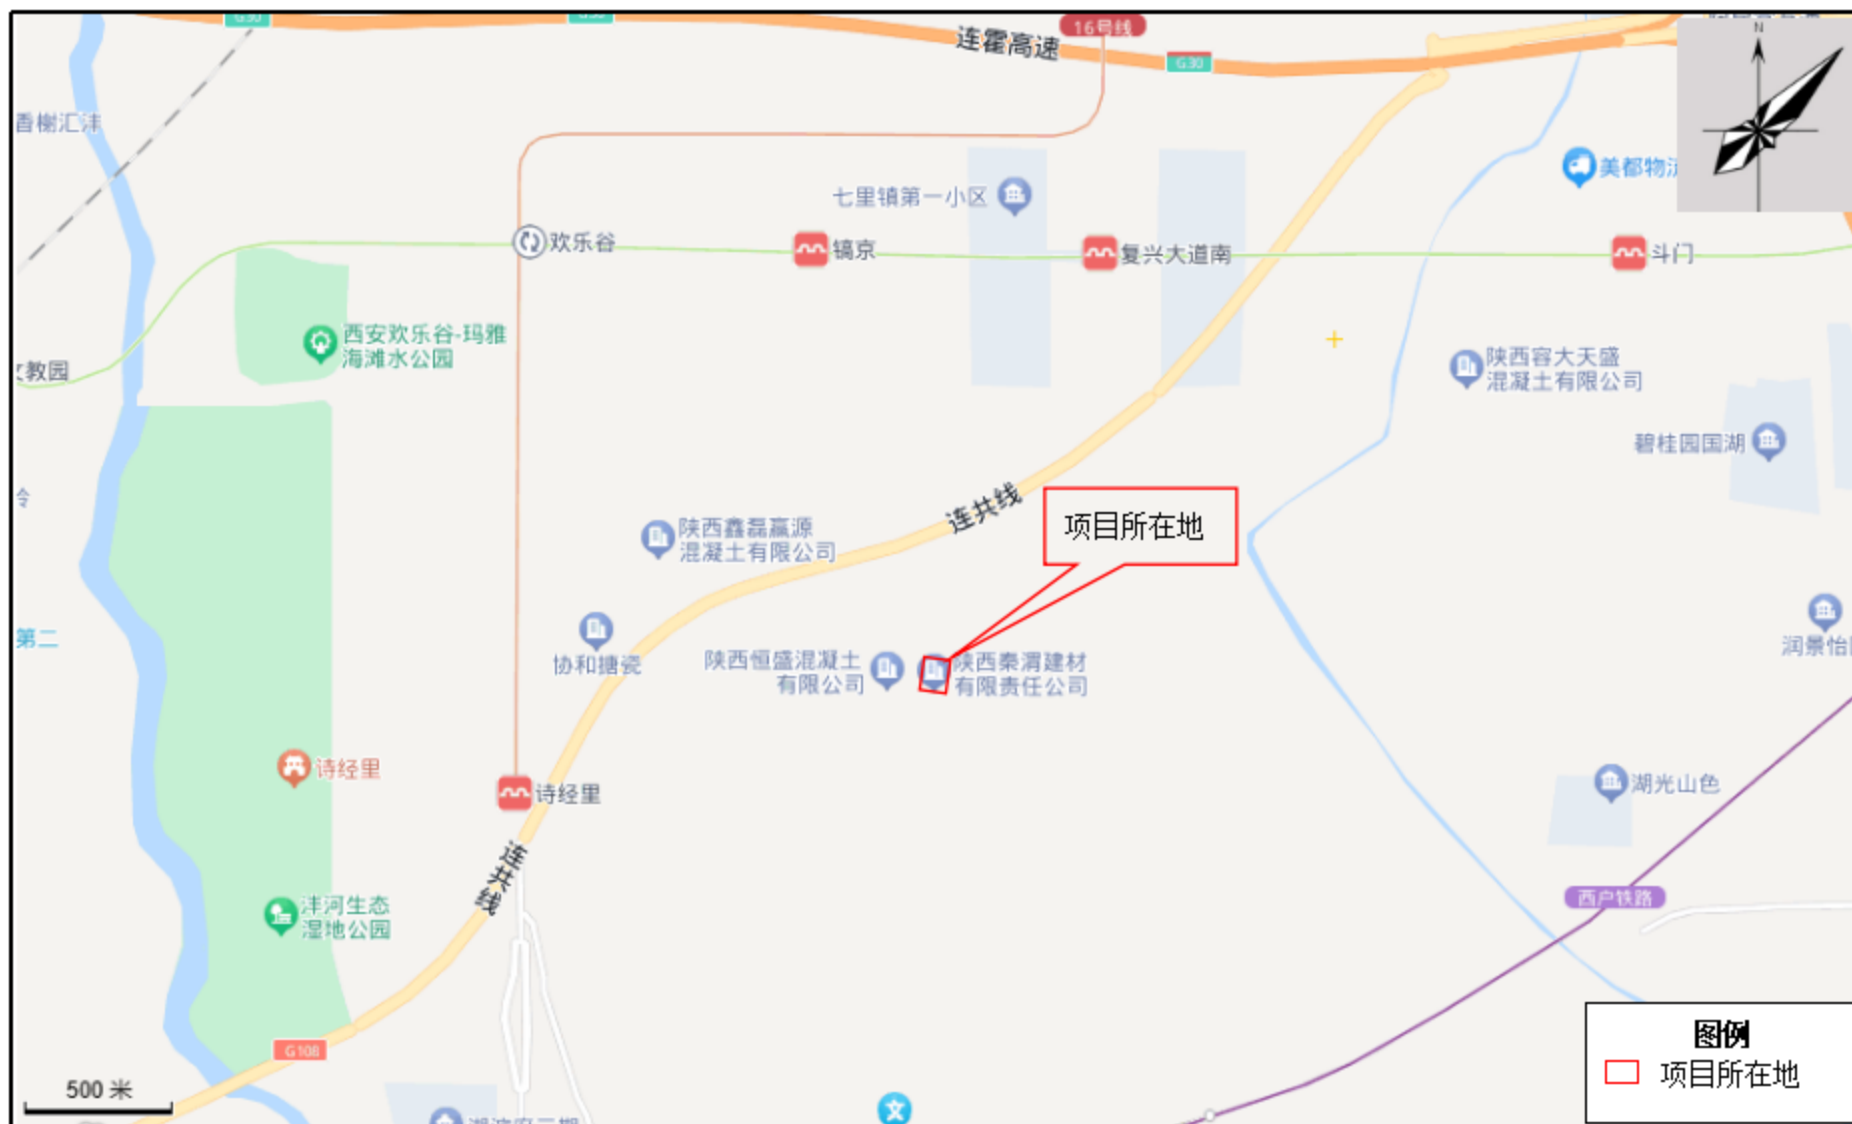 G30
连霍高速
16号线
G30
N
香榭汇沣
美都物流
七里镇第一小区
欢乐谷
镐京
复兴大道南
斗门
西安欢乐谷-玛雅
海滩水公园
教园
陕西容大天盛
混凝土有限公司
碧桂园国湖
连共线
项目所在地
陕西鑫磊赢源
混凝土有限公司
第二
协和搪瓷
陕西恒盛混凝土
有限公司
陕西秦渭建材
有限责任公司
润景怡
诗经里
诗经里
湖光山色
连共线
西户铁路
沣河生态
湿地公园
G108
500 米
图例
项目所在地